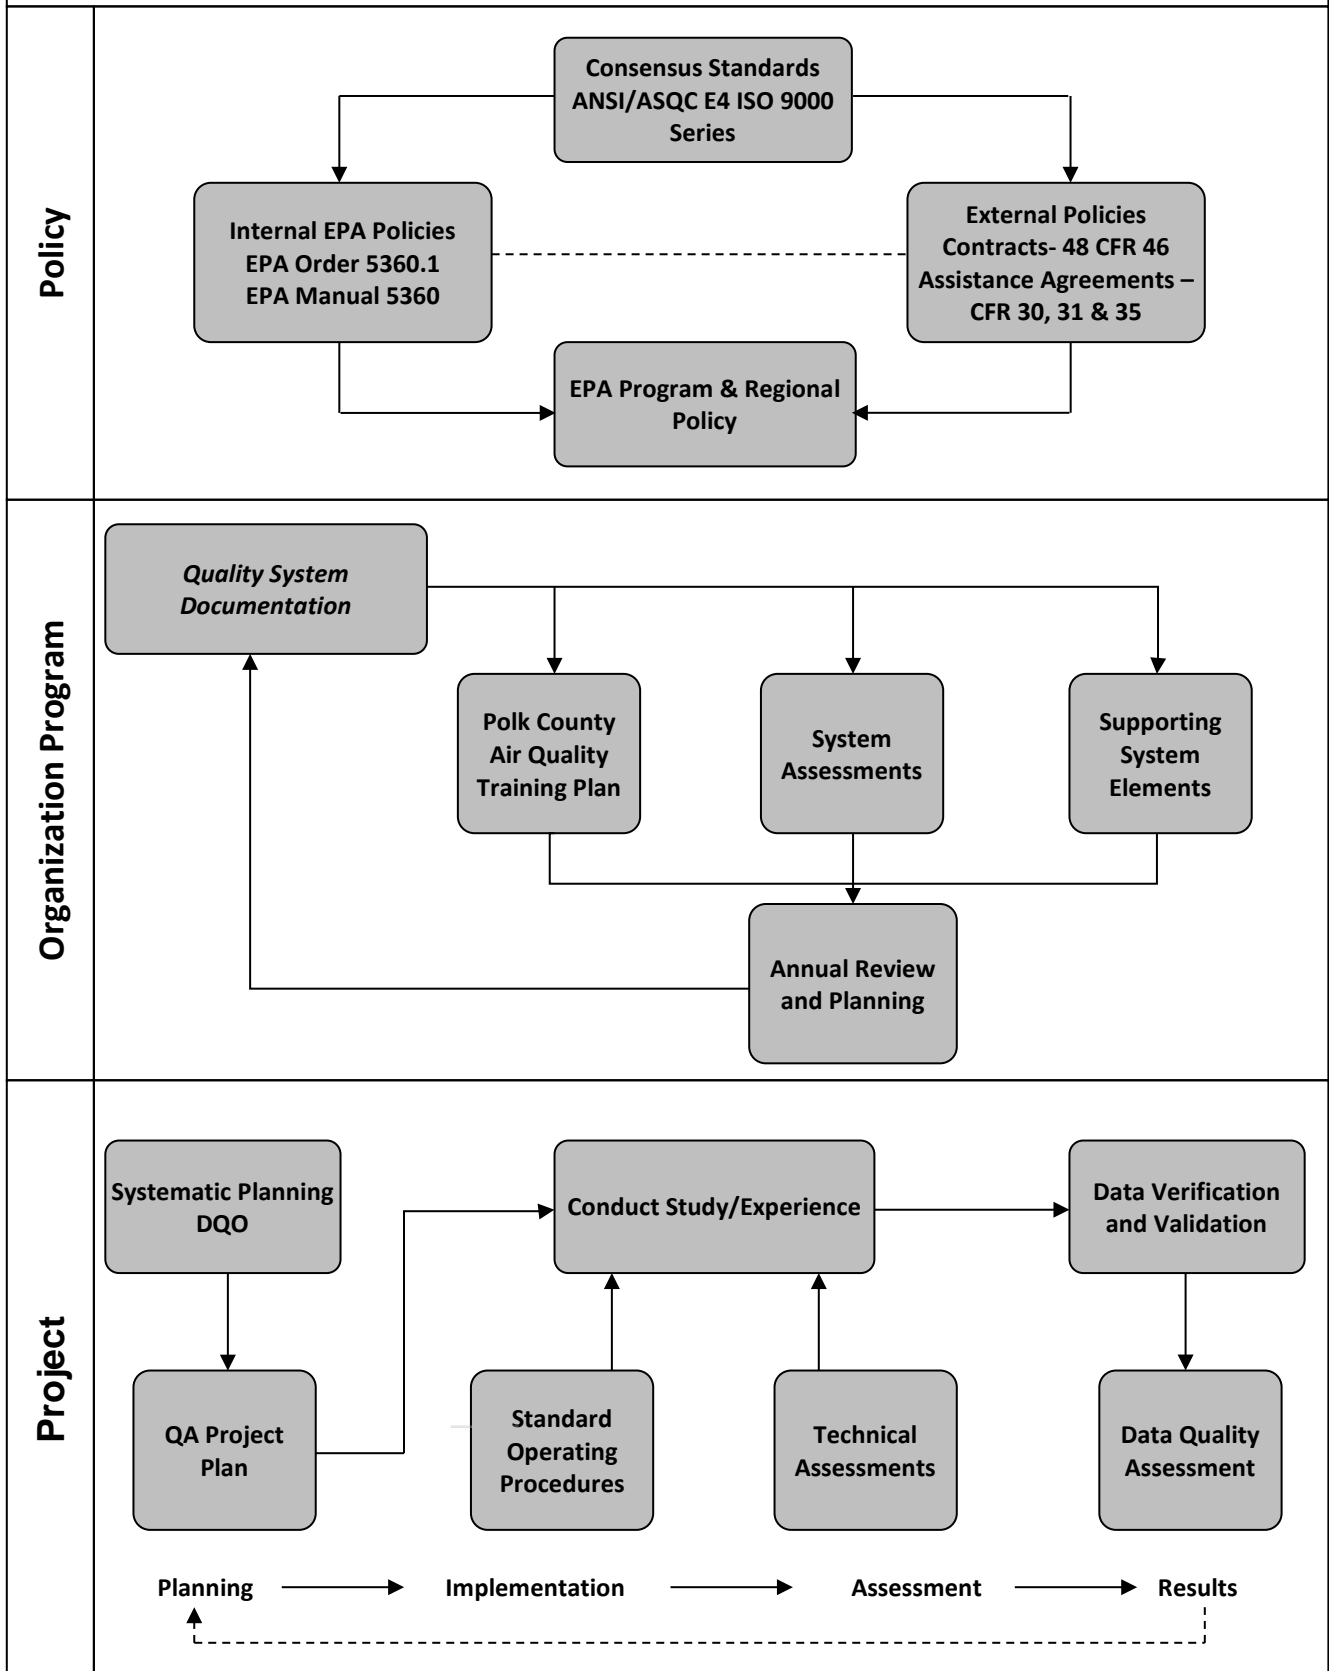 Policy
Consensus Standards
ANSI/ASQC E4 ISO 9000
Series
Internal EPA Policies
EPA Order 5360.1
EPA Manual 5360
External Policies
Contracts- 48 CFR 46
Assistance Agreements –
CFR 30, 31 & 35
EPA Program & Regional
Policy
Organization Program
Quality System
Documentation
Polk County
Air Quality
Training Plan
System
Assessments
Supporting
System
Elements
Annual Review
and Planning
Project
Systematic Planning
DQO
Conduct Study/Experience
Data Verification
and Validation
QA Project
Plan
Standard
Operating
Procedures
Technical
Assessments
Data Quality
Assessment
Planning
Implementation
Assessment
Results